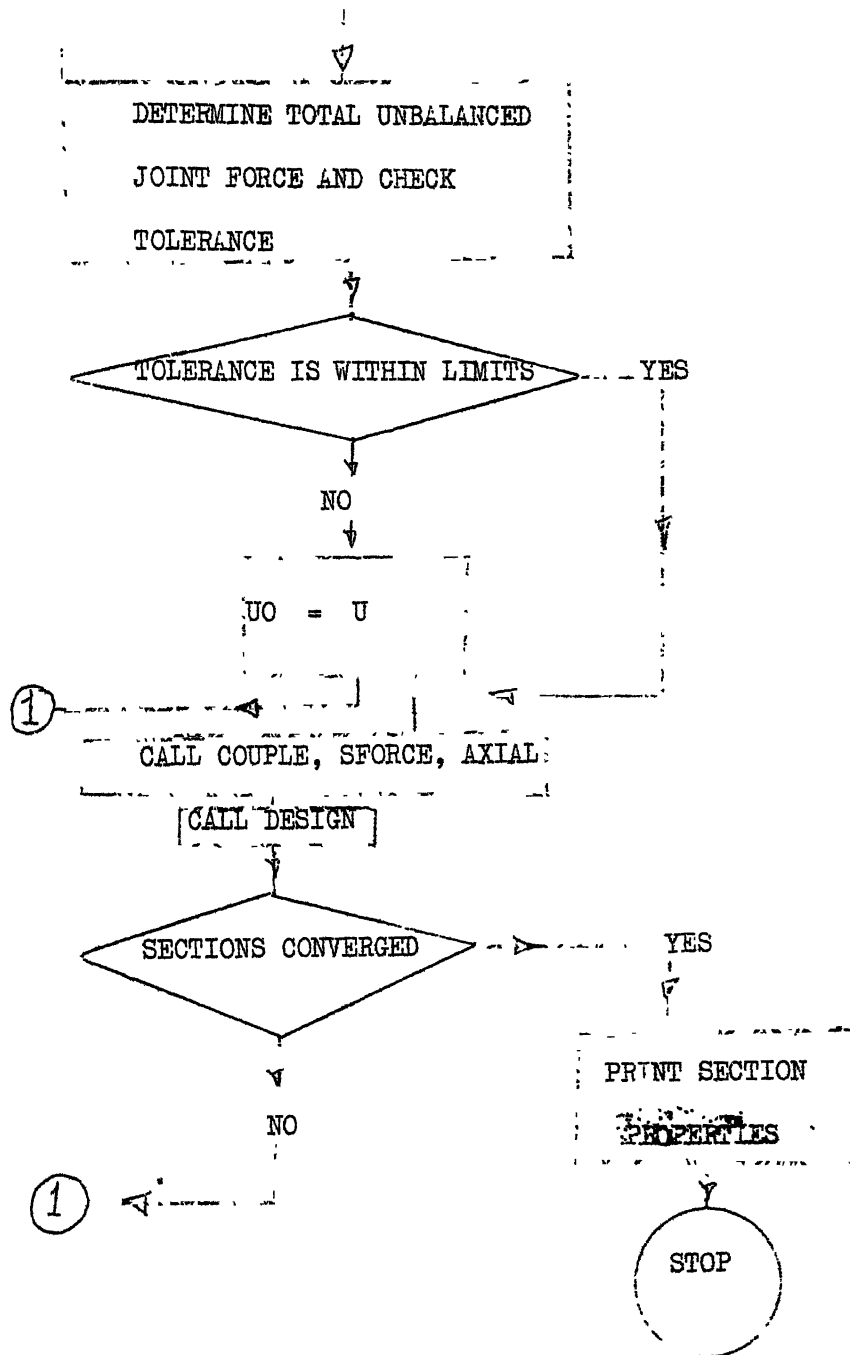 DETERMINE TOTAL UNBALANCED
JOINT FORCE AND CHECK
TOLERANCE
TOLERANCE IS WITHIN LIMITS
YES
NO
UO = U
1
CALL COUPLE, SFORCE, AXIAL
CALL DESIGN
SECTIONS CONVERGED
YES
PRINT SECTION
PROPERTIES
NO
1
STOP